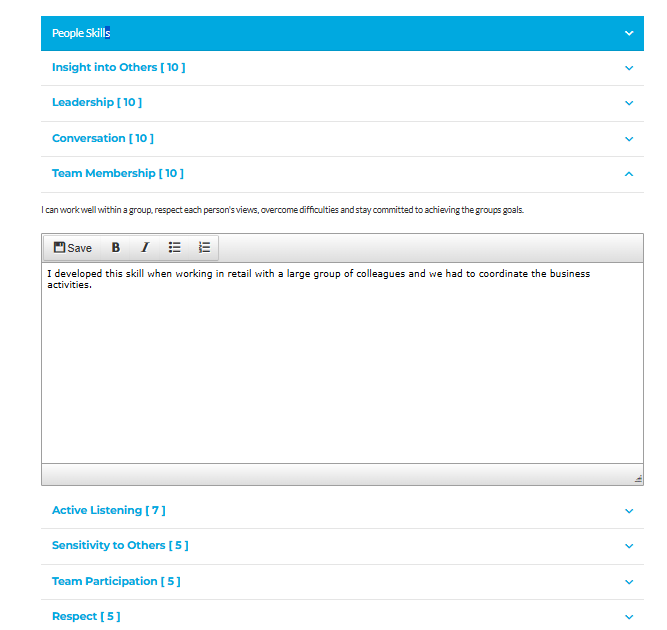 People Skills
Insight into Others [ 10 ]
Leadership [ 10 ]
Conversation [ 10 ]
Team Membership [ 10 ]
I can work well within a group, respect each person's views, overcome difficulties and stay committed to achieving the groups goals.
Save B I
I developed this skill when working in retail with a large group of colleagues and we had to coordinate the business
activities.
Active Listening [ 7 ]
Sensitivity to Others [ 5 ]
Team Participation [ 5 ]
Respect [ 5 ]